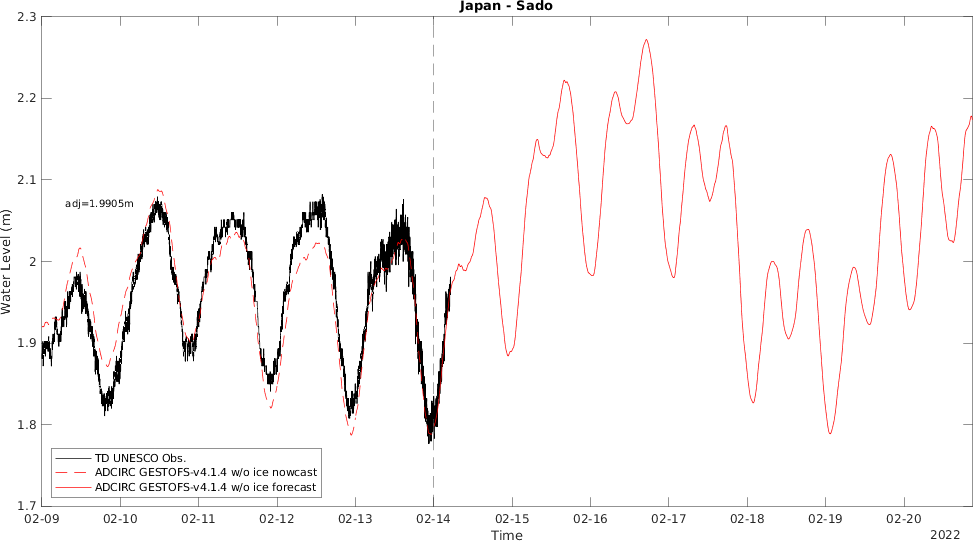 Japan - Sado
2.3
2.2
2.1
2
1.9
1.8
1.7
Water Level (m)
adj=1.9905m
TD UNESCO Obs.
ADCIRC GESTOFS-v4.1.4 w/o ice nowcast
ADCIRC GESTOFS-v4.1.4 w/o ice forecast
02-09 02-10 02-11 02-12 02-13 02-14 02-15 02-16 02-17 02-18 02-19 02-20
Time
2022